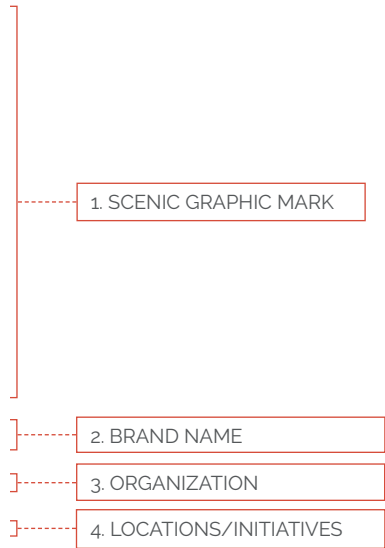 1. SCENIC GRAPHIC MARK
2. BRAND NAME
3. ORGANIZATION
4. LOCATIONS/INITIATIVES